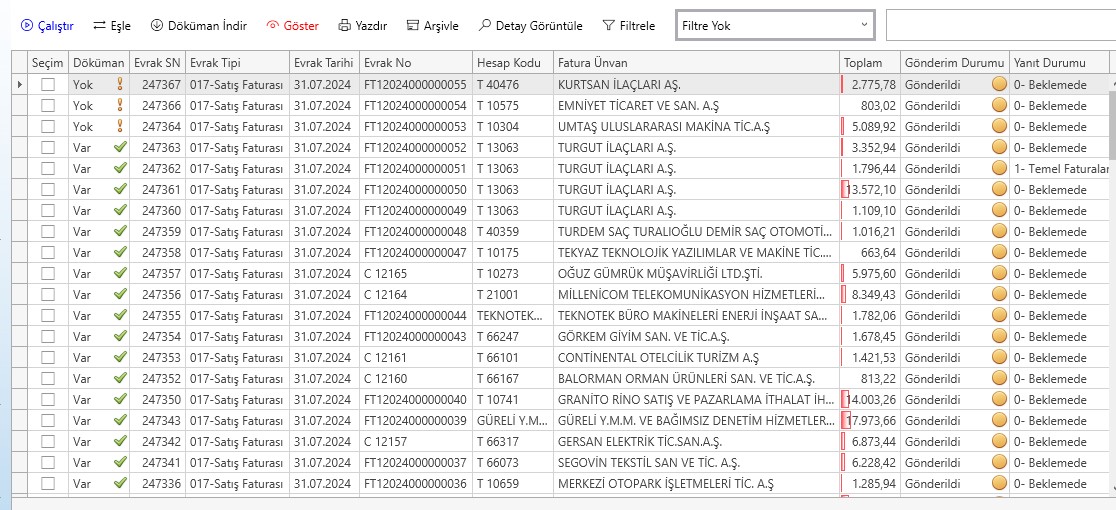 Çalıştır Eşle Döküman İndir Göster Yazdır Arşivle Detay Görüntüle Filtrele Filtre Yok
Seçim Döküman Evrak SN Evrak Tipi Evrak Tarihi Evrak No Hesap Kodu Fatura Ünvan Toplam Gönderim Durumu Yanıt Durumu
Yok 247367 017-Satış Faturası 31.07.2024 FT12024000000055 T 40476 KURTSAN İLAÇLARI AŞ. 2.775,78 Gönderildi 0- Beklemede
Yok 247366 017-Satış Faturası 31.07.2024 FT12024000000054 T 10575 EMNİYET TİCARET VE SAN. A.Ş 803,02 Gönderildi 0- Beklemede
Yok 247364 017-Satış Faturası 31.07.2024 FT12024000000053 T 10304 UMTAŞ ULUSLARARASI MAKİNA TİC.A.Ş 5.089,92 Gönderildi 0- Beklemede
Var 247363 017-Satış Faturası 31.07.2024 FT12024000000052 T 13063 TURGUT İLAÇLARI A.Ş. 3.352,94 Gönderildi 0- Beklemede
Var 247362 017-Satış Faturası 31.07.2024 FT12024000000051 T 13063 TURGUT İLAÇLARI A.Ş. 1.796,44 Gönderildi 1- Temel Faturalar
Var 247361 017-Satış Faturası 31.07.2024 FT12024000000050 T 13063 TURGUT İLAÇLARI A.Ş. 13.572,10 Gönderildi 0- Beklemede
Var 247360 017-Satış Faturası 31.07.2024 FT12024000000049 T 13063 TURGUT İLAÇLARI A.Ş. 1.109,10 Gönderildi 0- Beklemede
Var 247359 017-Satış Faturası 31.07.2024 FT12024000000048 T 40359 TURDEM SAÇ TURALIOĞLU DEMİR SAÇ OTOMOTİ... 1.016,21 Gönderildi 0- Beklemede
Var 247358 017-Satış Faturası 31.07.2024 FT12024000000047 T 10175 TEKYAZ TEKNOLOJİK YAZILIMLAR VE MAKİNE TİC.... 663,64 Gönderildi 0- Beklemede
Var 247357 017-Satış Faturası 31.07.2024 C 12165 T 10273 OĞUZ GÜMRÜK MÜŞAVİRLİĞİ LTD.ŞTİ. 5.975,60 Gönderildi 0- Beklemede
Var 247356 017-Satış Faturası 31.07.2024 C 12164 T 21001 MİLLENİCOM TELEKOMUNİKASYON HİZMETLERİ... 8.349,43 Gönderildi 0- Beklemede
Var 247355 017-Satış Faturası 31.07.2024 FT12024000000044 TEKNOTEK... TEKNOTEK BÜRO MAKİNELERİ ENERJİ İNŞAAT SA... 1.782,06 Gönderildi 0- Beklemede
Var 247354 017-Satış Faturası 31.07.2024 FT12024000000043 T 66247 GÖRKEM GİYİM SAN. VE TİC.A.Ş. 1.678,45 Gönderildi 0- Beklemede
Var 247353 017-Satış Faturası 31.07.2024 C 12161 T 66101 CONTİNENTAL OTELCİLİK TURİZM A.Ş 1.421,53 Gönderildi 0- Beklemede
Var 247352 017-Satış Faturası 31.07.2024 C 12160 T 66167 BALORMAN ORMAN ÜRÜNLERİ SAN. VE TİC.A.Ş. 813,22 Gönderildi 0- Beklemede
Var 247350 017-Satış Faturası 31.07.2024 FT12024000000040 T 10741 GRANİTO RİNO SATIŞ VE PAZARLAMA İTHALAT İH... 14.003,26 Gönderildi 0- Beklemede
Var 247343 017-Satış Faturası 31.07.2024 FT12024000000039 GÜRELİ Y.M... GÜRELİ Y.M.M. VE BAĞIMSIZ DENETİM HİZMETLER... 17.973,66 Gönderildi 0- Beklemede
Var 247342 017-Satış Faturası 31.07.2024 C 12157 T 66317 GERSAN ELEKTRİK TİC.SAN.A.Ş. 6.873,44 Gönderildi 0- Beklemede
Var 247341 017-Satış Faturası 31.07.2024 FT12024000000037 T 66073 SEGOVİN TEKSTİL SAN VE TİC. A.Ş. 6.228,42 Gönderildi 0- Beklemede
Var 247336 017-Satış Faturası 31.07.2024 FT12024000000036 T 10659 MERKEZİ OTOPARK İŞLETMELERİ TİC. A.Ş 1.285,94 Gönderildi 0- Beklemede